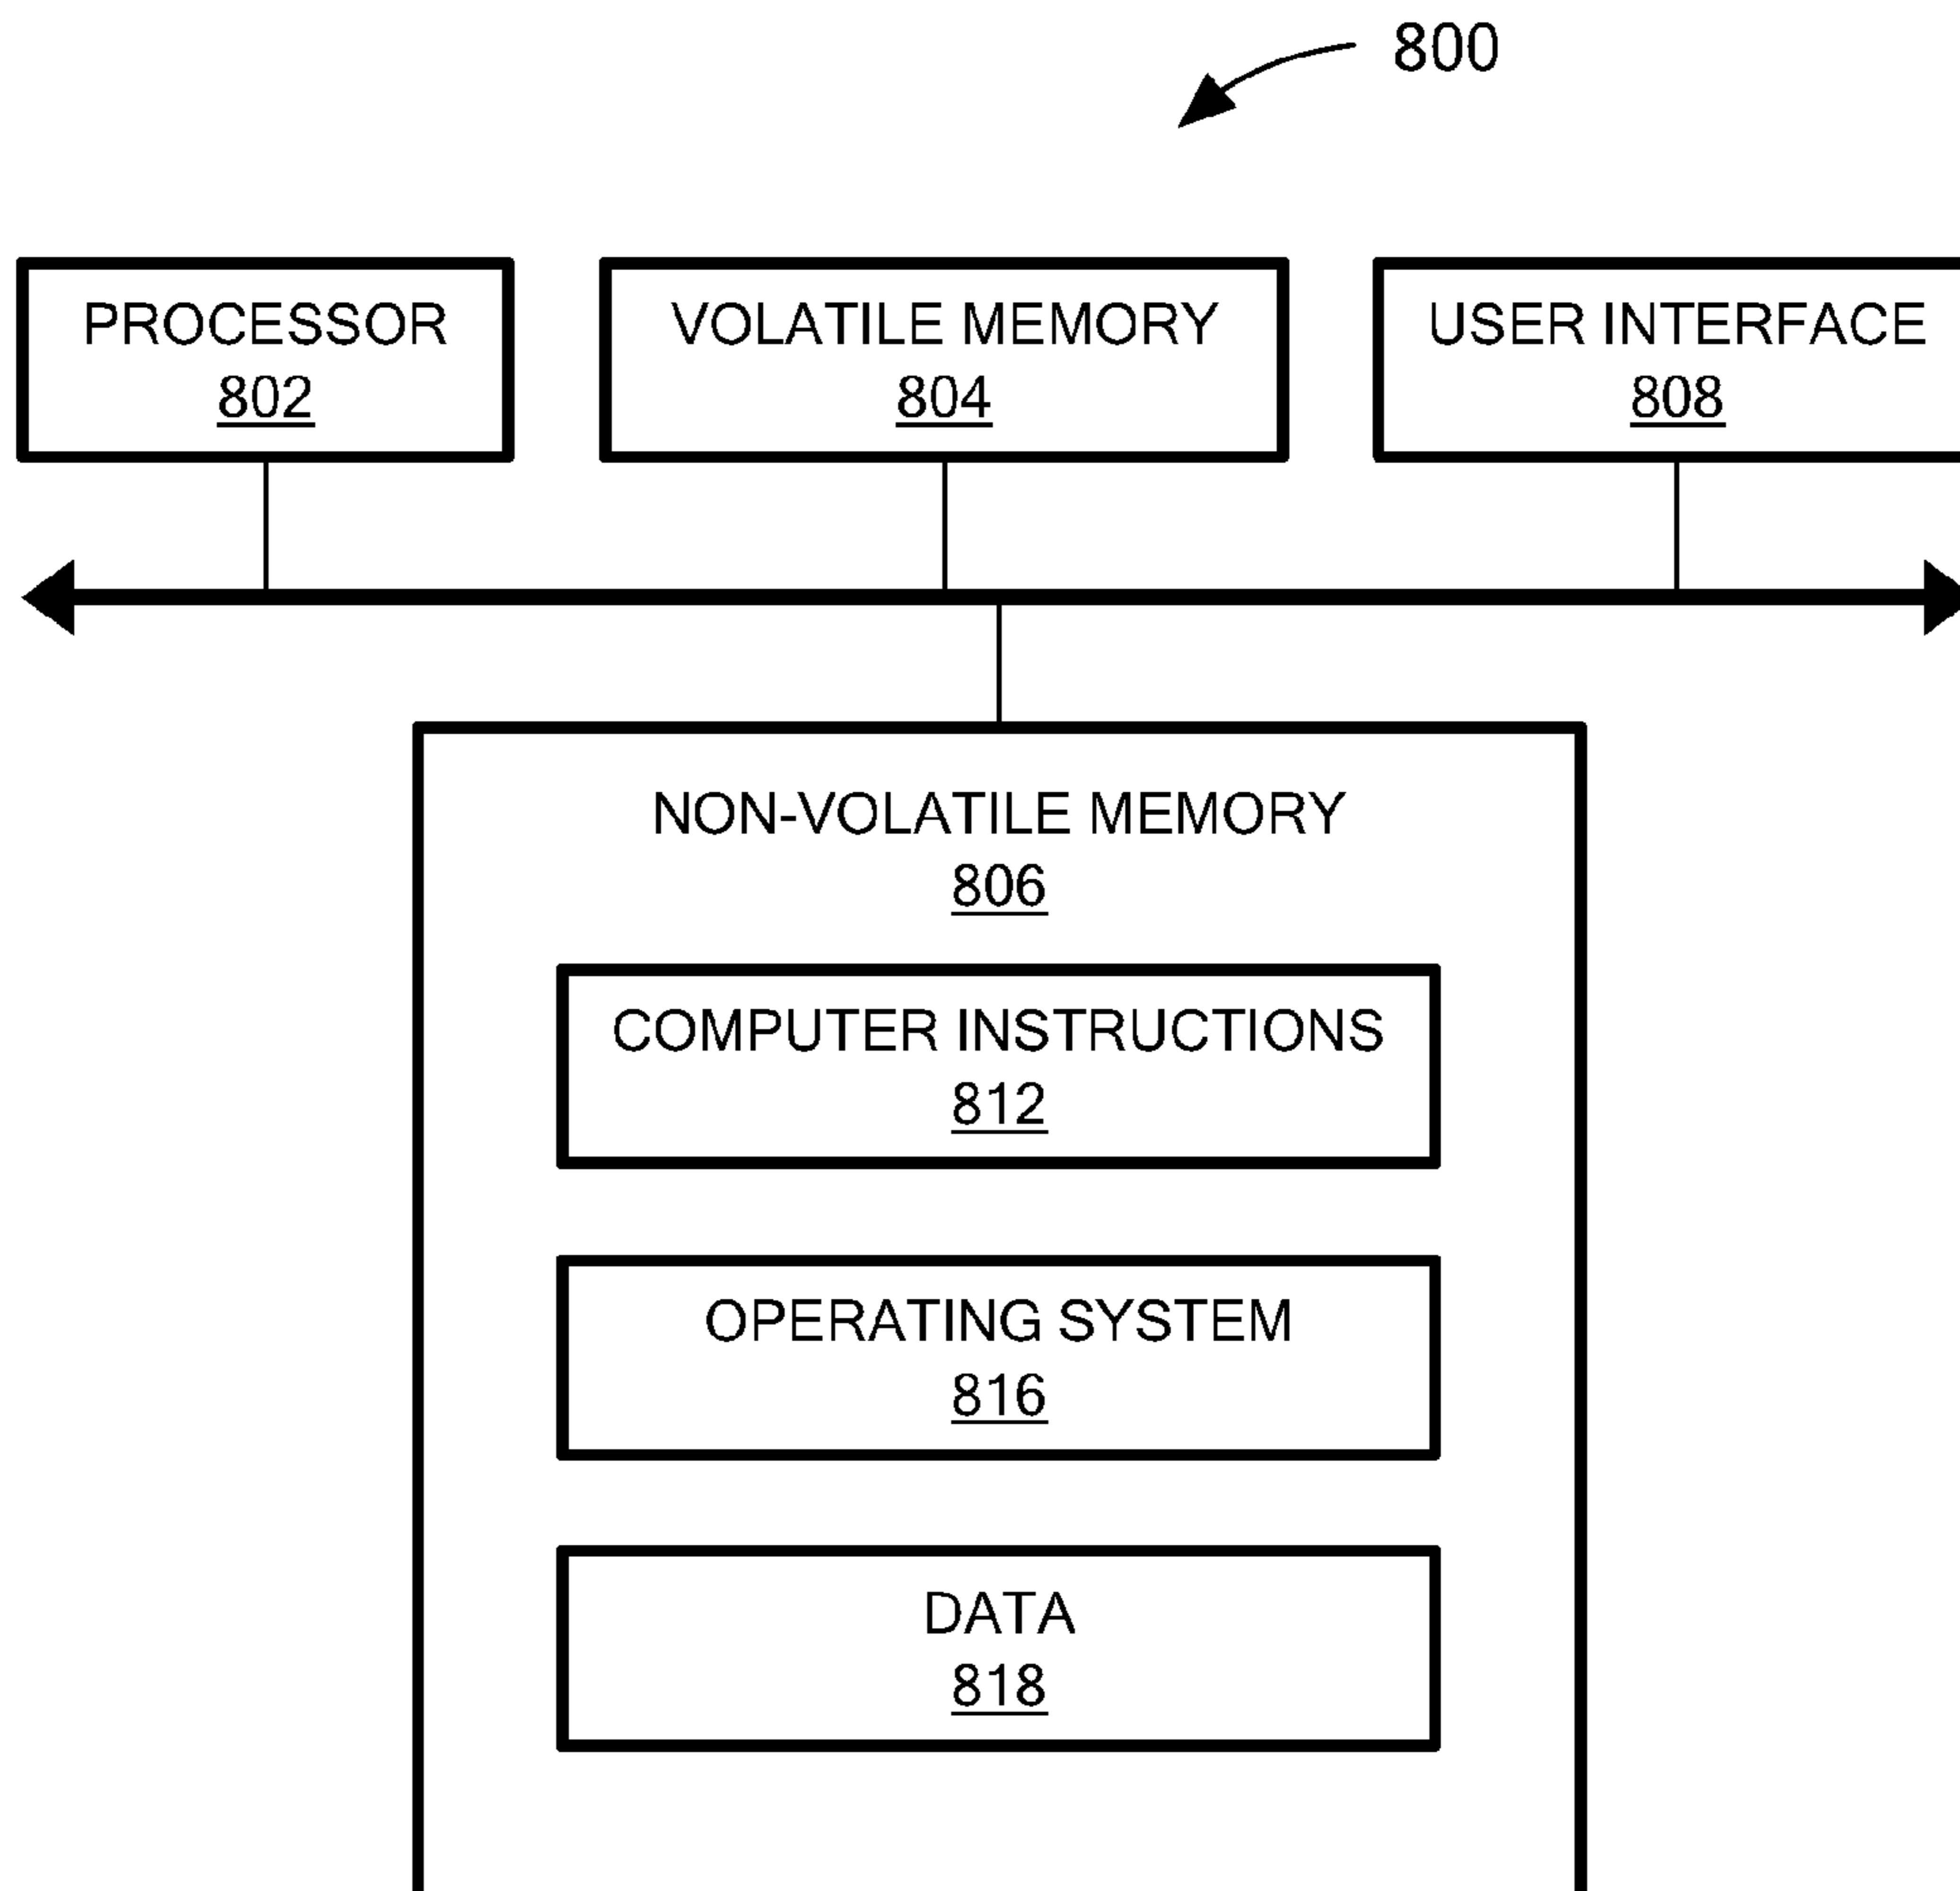 800
PROCESSOR
802
VOLATILE MEMORY
804
USER INTERFACE
808
NON-VOLATILE MEMORY
806
COMPUTER INSTRUCTIONS
812
OPERATING SYSTEM
816
DATA
818